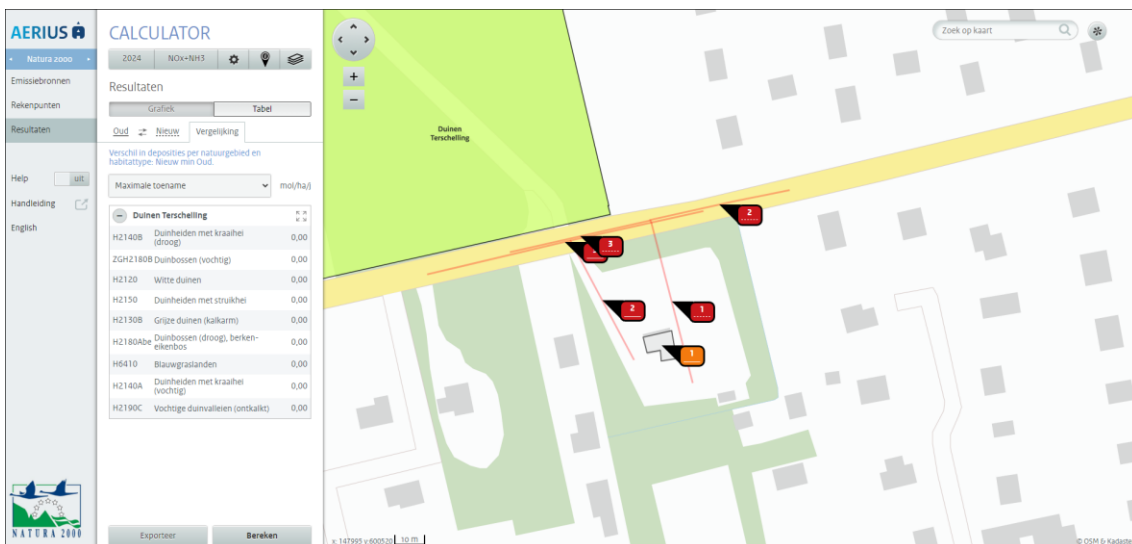 AERIUS
CALCULATOR
Natura 2000
Emissiebronnen
Rekenpunten
Resultaten
Help uit
Handleiding
English
NATURA 2000
2024 NOx+NH3
Resultaten
Grafiek Tabel
Oud Nieuw Vergelijking
Verschil in deposities per natuurgebied en
habitattype: Nieuw min Oud.
Maximale toename mol/ha/j
Duinen Terschelling
H2140B Duinheiden met kraaihei
(droog) 0,00
ZGH2180B Duinbossen (vochtig) 0,00
H2120 Witte duinen 0,00
H2150 Duinheiden met struikhei 0,00
H2130B Grijze duinen (kalkarm) 0,00
H2180Abe Duinbossen (droog), berken-
eikenbos 0,00
H6410 Blauwgraslanden 0,00
H2140A Duinheiden met kraaihei
(vochtig) 0,00
H2190C Vochtige duinvalleien (ontkalkt) 0,00
Exporteer Bereken
Zoek op kaart
Duinen
Terschelling
2
3
2
1
1
x: 147995 y:600520 10 m
© OSM & Kadaste